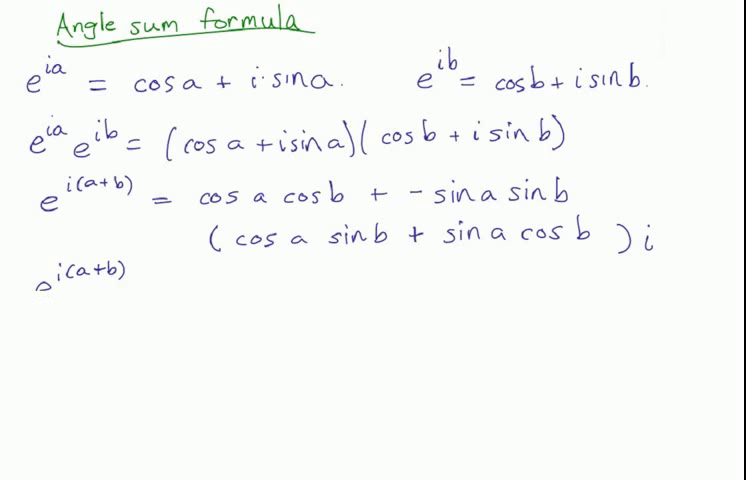 Angle sum formula
e^{ia} = cos a + i·sin a. e^{ib} = cos b + i sin b.
e^{ia} e^{ib} = (cos a + i sin a)(cos b + i sin b)
e^{i(a+b)} = cos a cos b + - sin a sin b
(cos a sin b + sin a cos b) i
e^{i(a+b)}